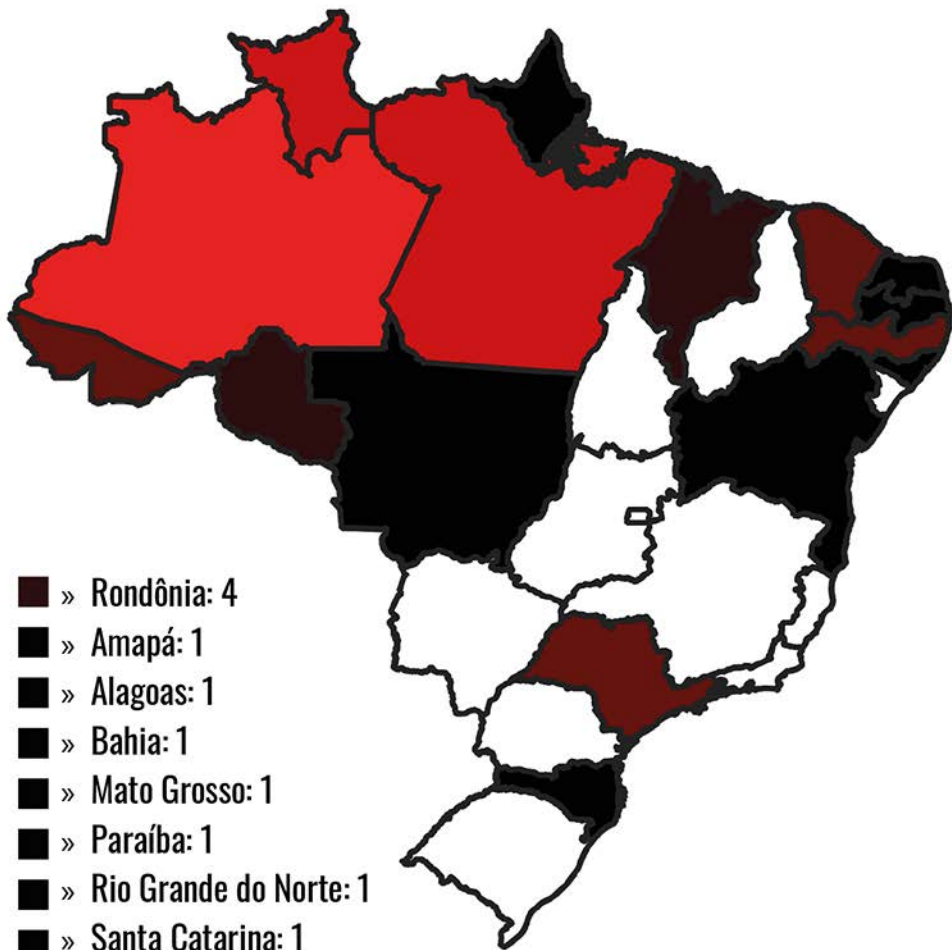 » Rondônia: 4
» Amapá: 1
» Alagoas: 1
» Bahia: 1
» Mato Grosso: 1
» Paraíba: 1
» Rio Grande do Norte: 1
» Santa Catarina: 1